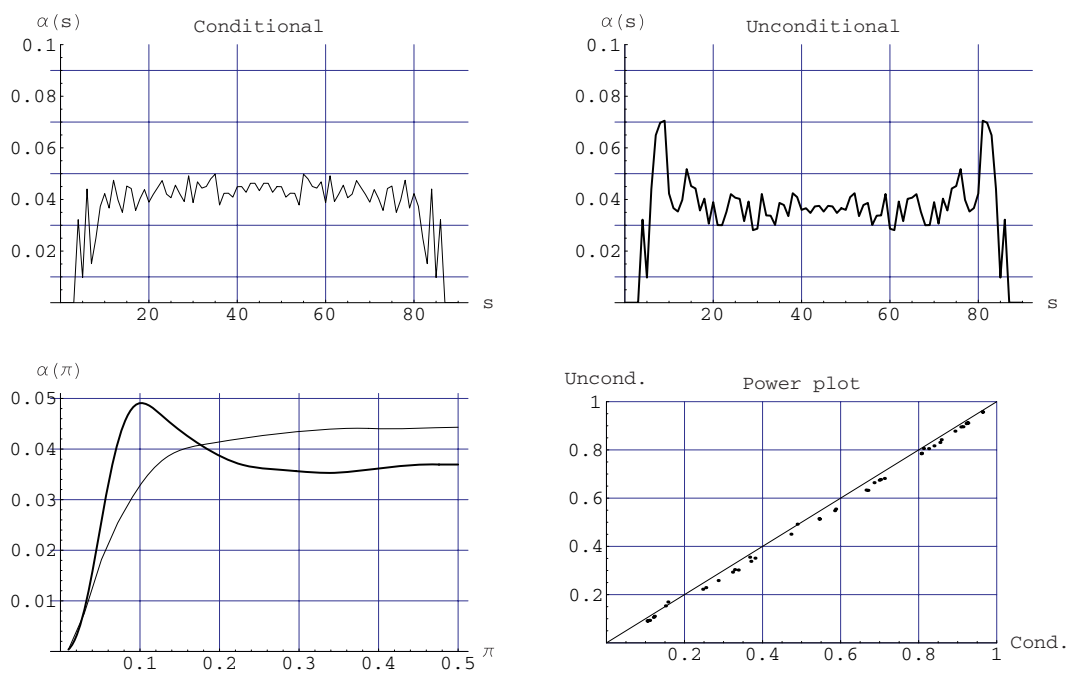 α(s)
Conditional
0.1
0.08
0.06
0.04
0.02
20 40 60 80
s
α(s)
Unconditional
0.1
0.08
0.06
0.04
0.02
20 40 60 80
s
α(π)
0.05
0.04
0.03
0.02
0.01
0.1 0.2 0.3 0.4 0.5
π
Uncond.
Power plot
1
0.8
0.6
0.4
0.2
0.2 0.4 0.6 0.8 1
Cond.